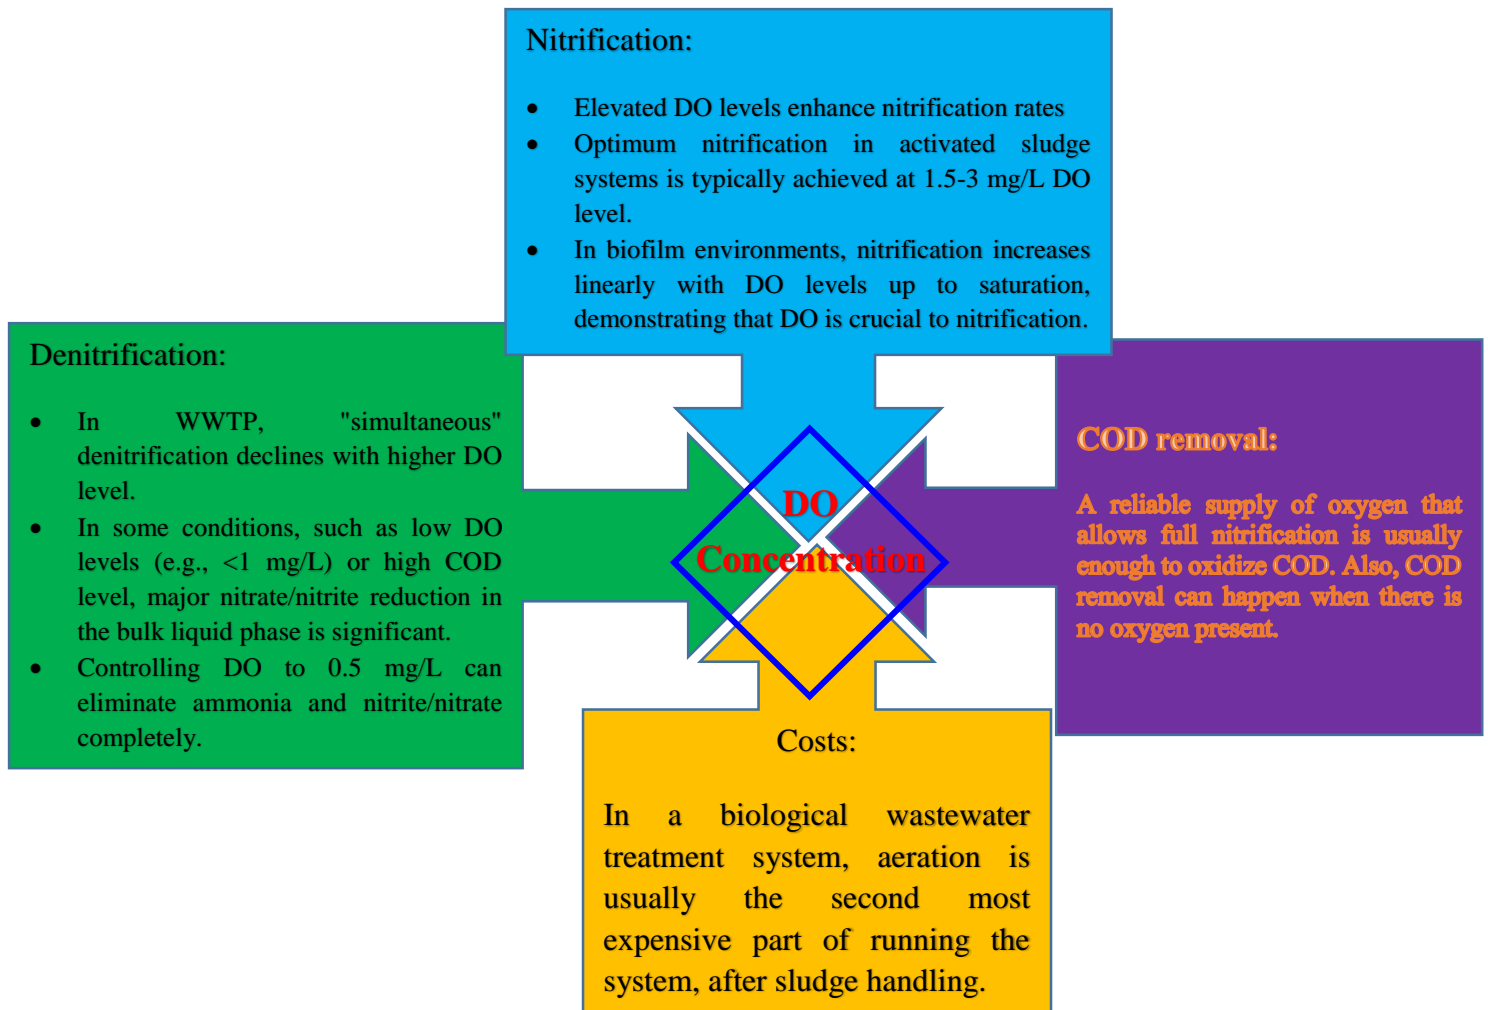 Nitrification:
• Elevated DO levels enhance nitrification rates
• Optimum nitrification in activated sludge
systems is typically achieved at 1.5-3 mg/L DO
level.
• In biofilm environments, nitrification increases
linearly with DO levels up to saturation,
demonstrating that DO is crucial to nitrification.
Denitrification:
• In WWTP, "simultaneous"
denitrification declines with higher DO
level.
• In some conditions, such as low DO
levels (e.g., <1 mg/L) or high COD
level, major nitrate/nitrite reduction in
the bulk liquid phase is significant.
• Controlling DO to 0.5 mg/L can
eliminate ammonia and nitrite/nitrate
completely.
DO
Concentration
COD removal:
A reliable supply of oxygen that
allows full nitrification is usually
enough to oxidize COD. Also, COD
removal can happen when there is
no oxygen present.
Costs:
In a biological wastewater
treatment system, aeration is
usually the second most
expensive part of running the
system, after sludge handling.